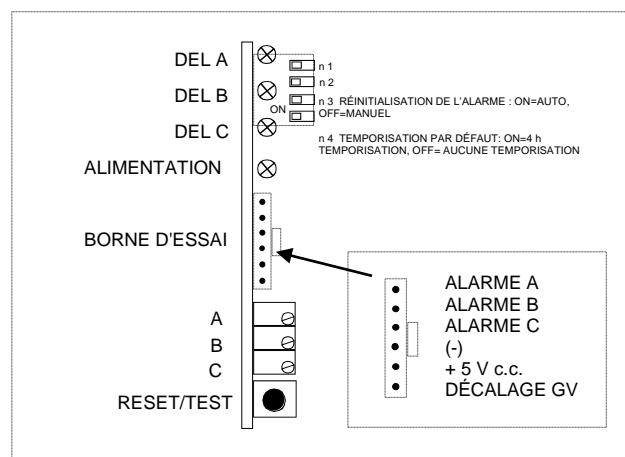 DEL A
n 1
n 2
DEL B
n 3 RÉINITIALISATION DE L'ALARME : ON=AUTO,
ON
OFF=MANUEL
DEL C
n 4 TEMPORISATION PAR DÉFAUT: ON=4 h
TEMPORISATION, OFF= AUCUNE TEMPORISATION
ALIMENTATION
BORNE D'ESSAI
A
B
C
RESET/TEST
ALARME A
ALARME B
ALARME C
(-)
+ 5 V c.c.
DÉCALAGE GV